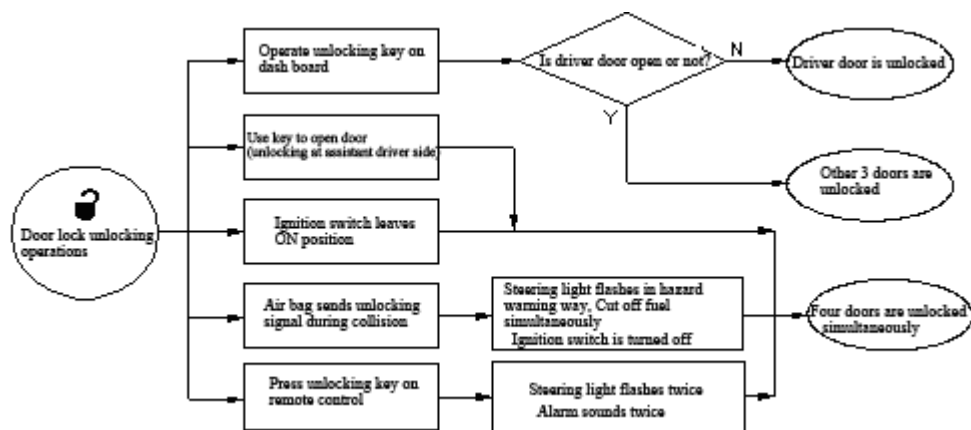 Door lock unlocking
operations
Operate unlocking key on
dash board
Is driver door open or not?
N
Y
Driver door is unlocked
Other 3 doors are
unlocked
Use key to open door
(unlocking at assistant driver side)
Ignition switch leaves
ON position
Air bag sends unlocking
signal during collision
Steering light flashes in hazard
warning way, Cut off fuel
simultaneously
Ignition switch is turned off
Four doors are unlocked
simultaneously
Press unlocking key on
remote control
Steering light flashes twice
Alarm sounds twice